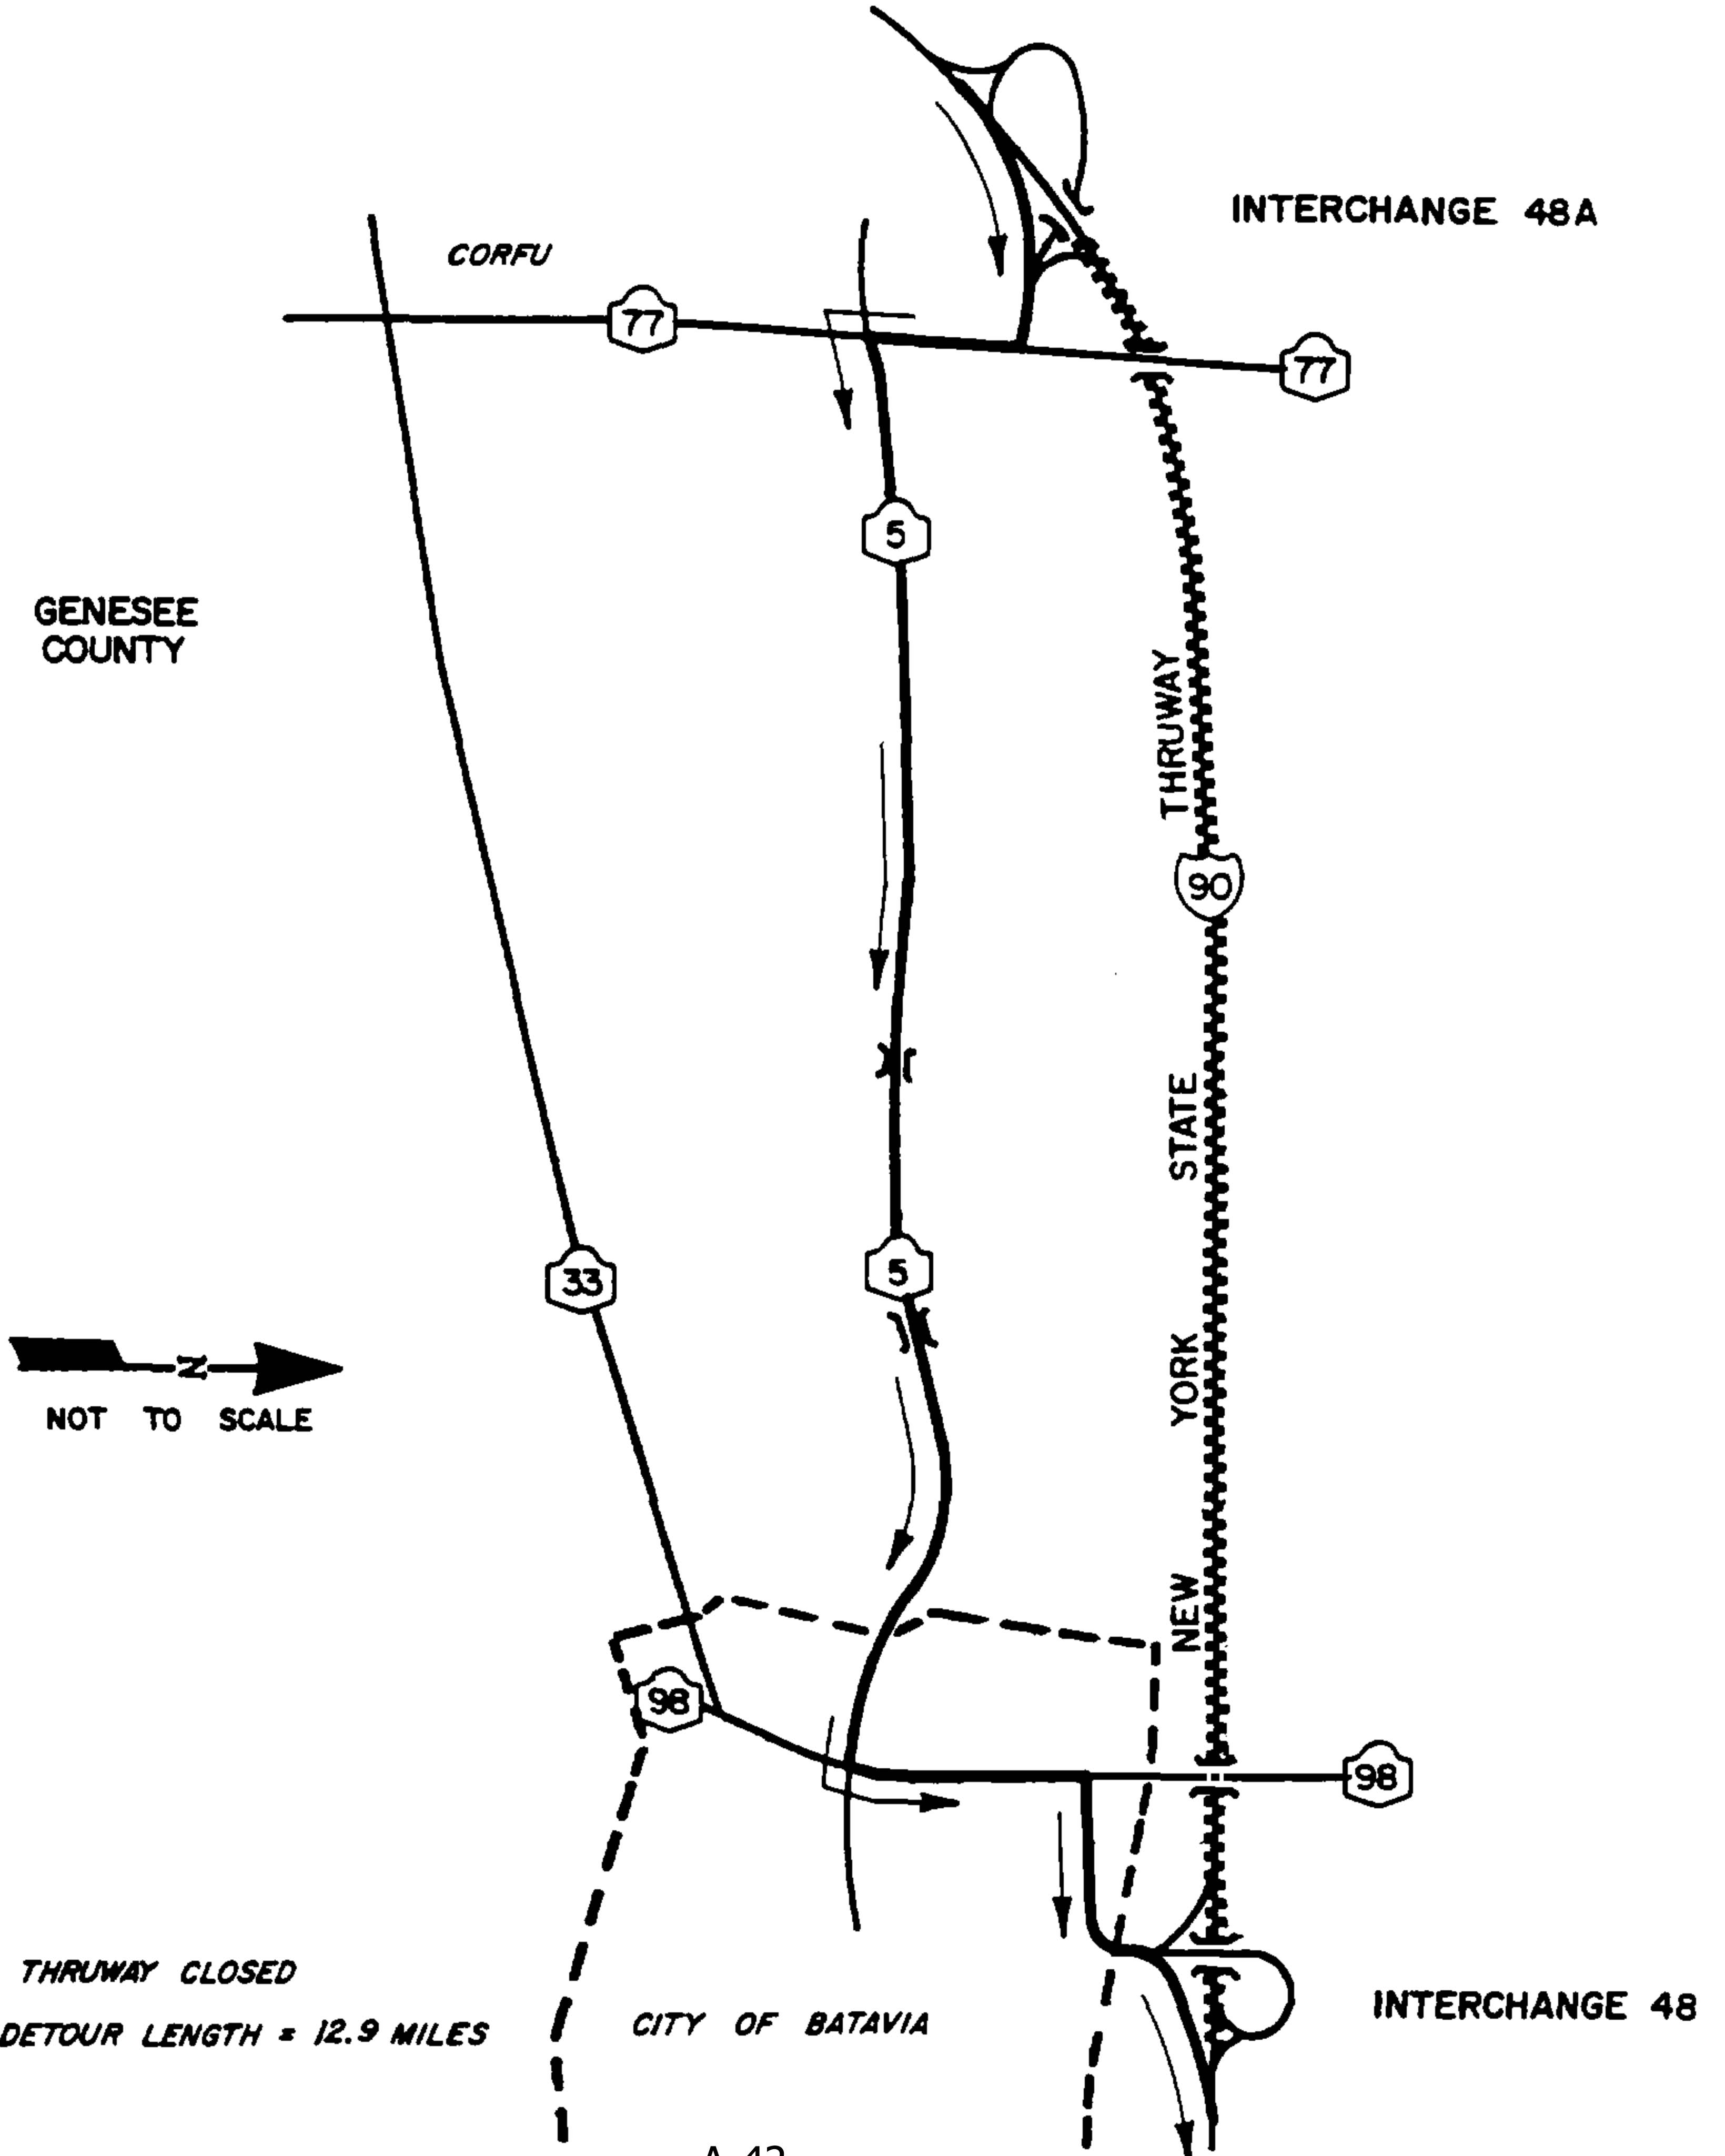 INTERCHANGE 48A
CORFU
77
77
5
GENESEE
COUNTY
THRUWAY
90
STATE
5
33
N
YORK
NOT TO SCALE
NEW
98
98
THRUWAY CLOSED
INTERCHANGE 48
DETOUR LENGTH = 12.9 MILES
CITY OF BATAVIA